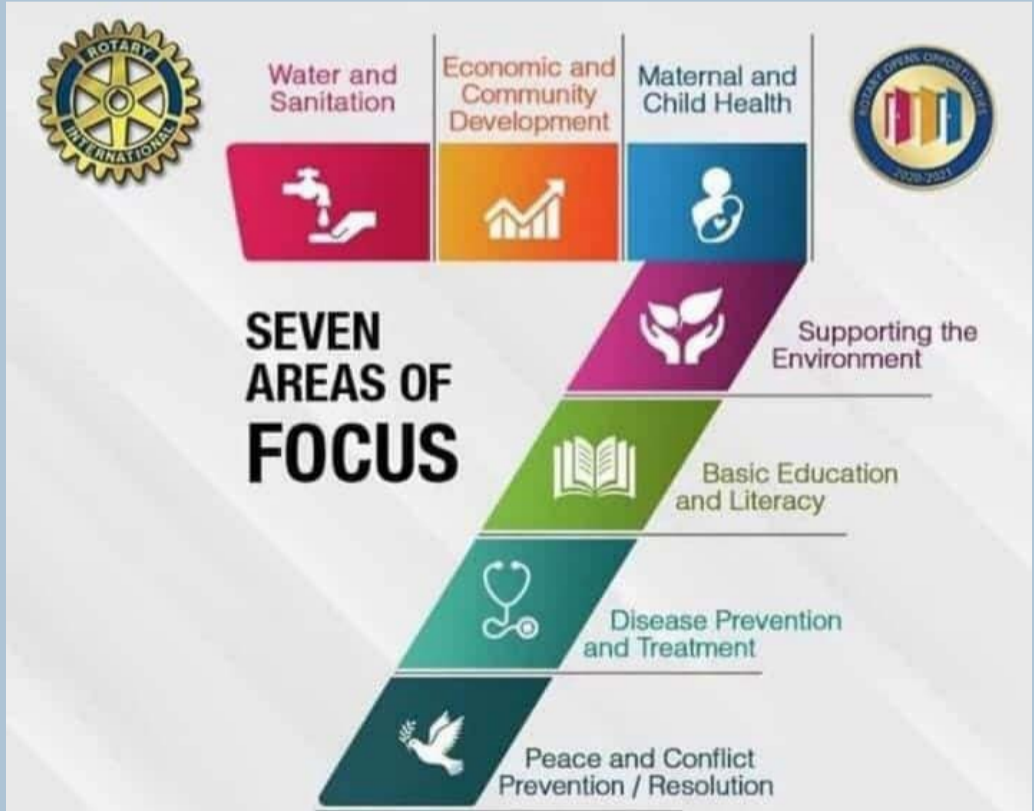 ROTARY
INTERNATIONAL
Water and
Sanitation
Economic and
Community
Development
Maternal and
Child Health
ROTARY OPENS OPPORTUNITIES
2020-2021
SEVEN
AREAS OF
FOCUS
Supporting the
Environment
Basic Education
and Literacy
Disease Prevention
and Treatment
Peace and Conflict
Prevention / Resolution